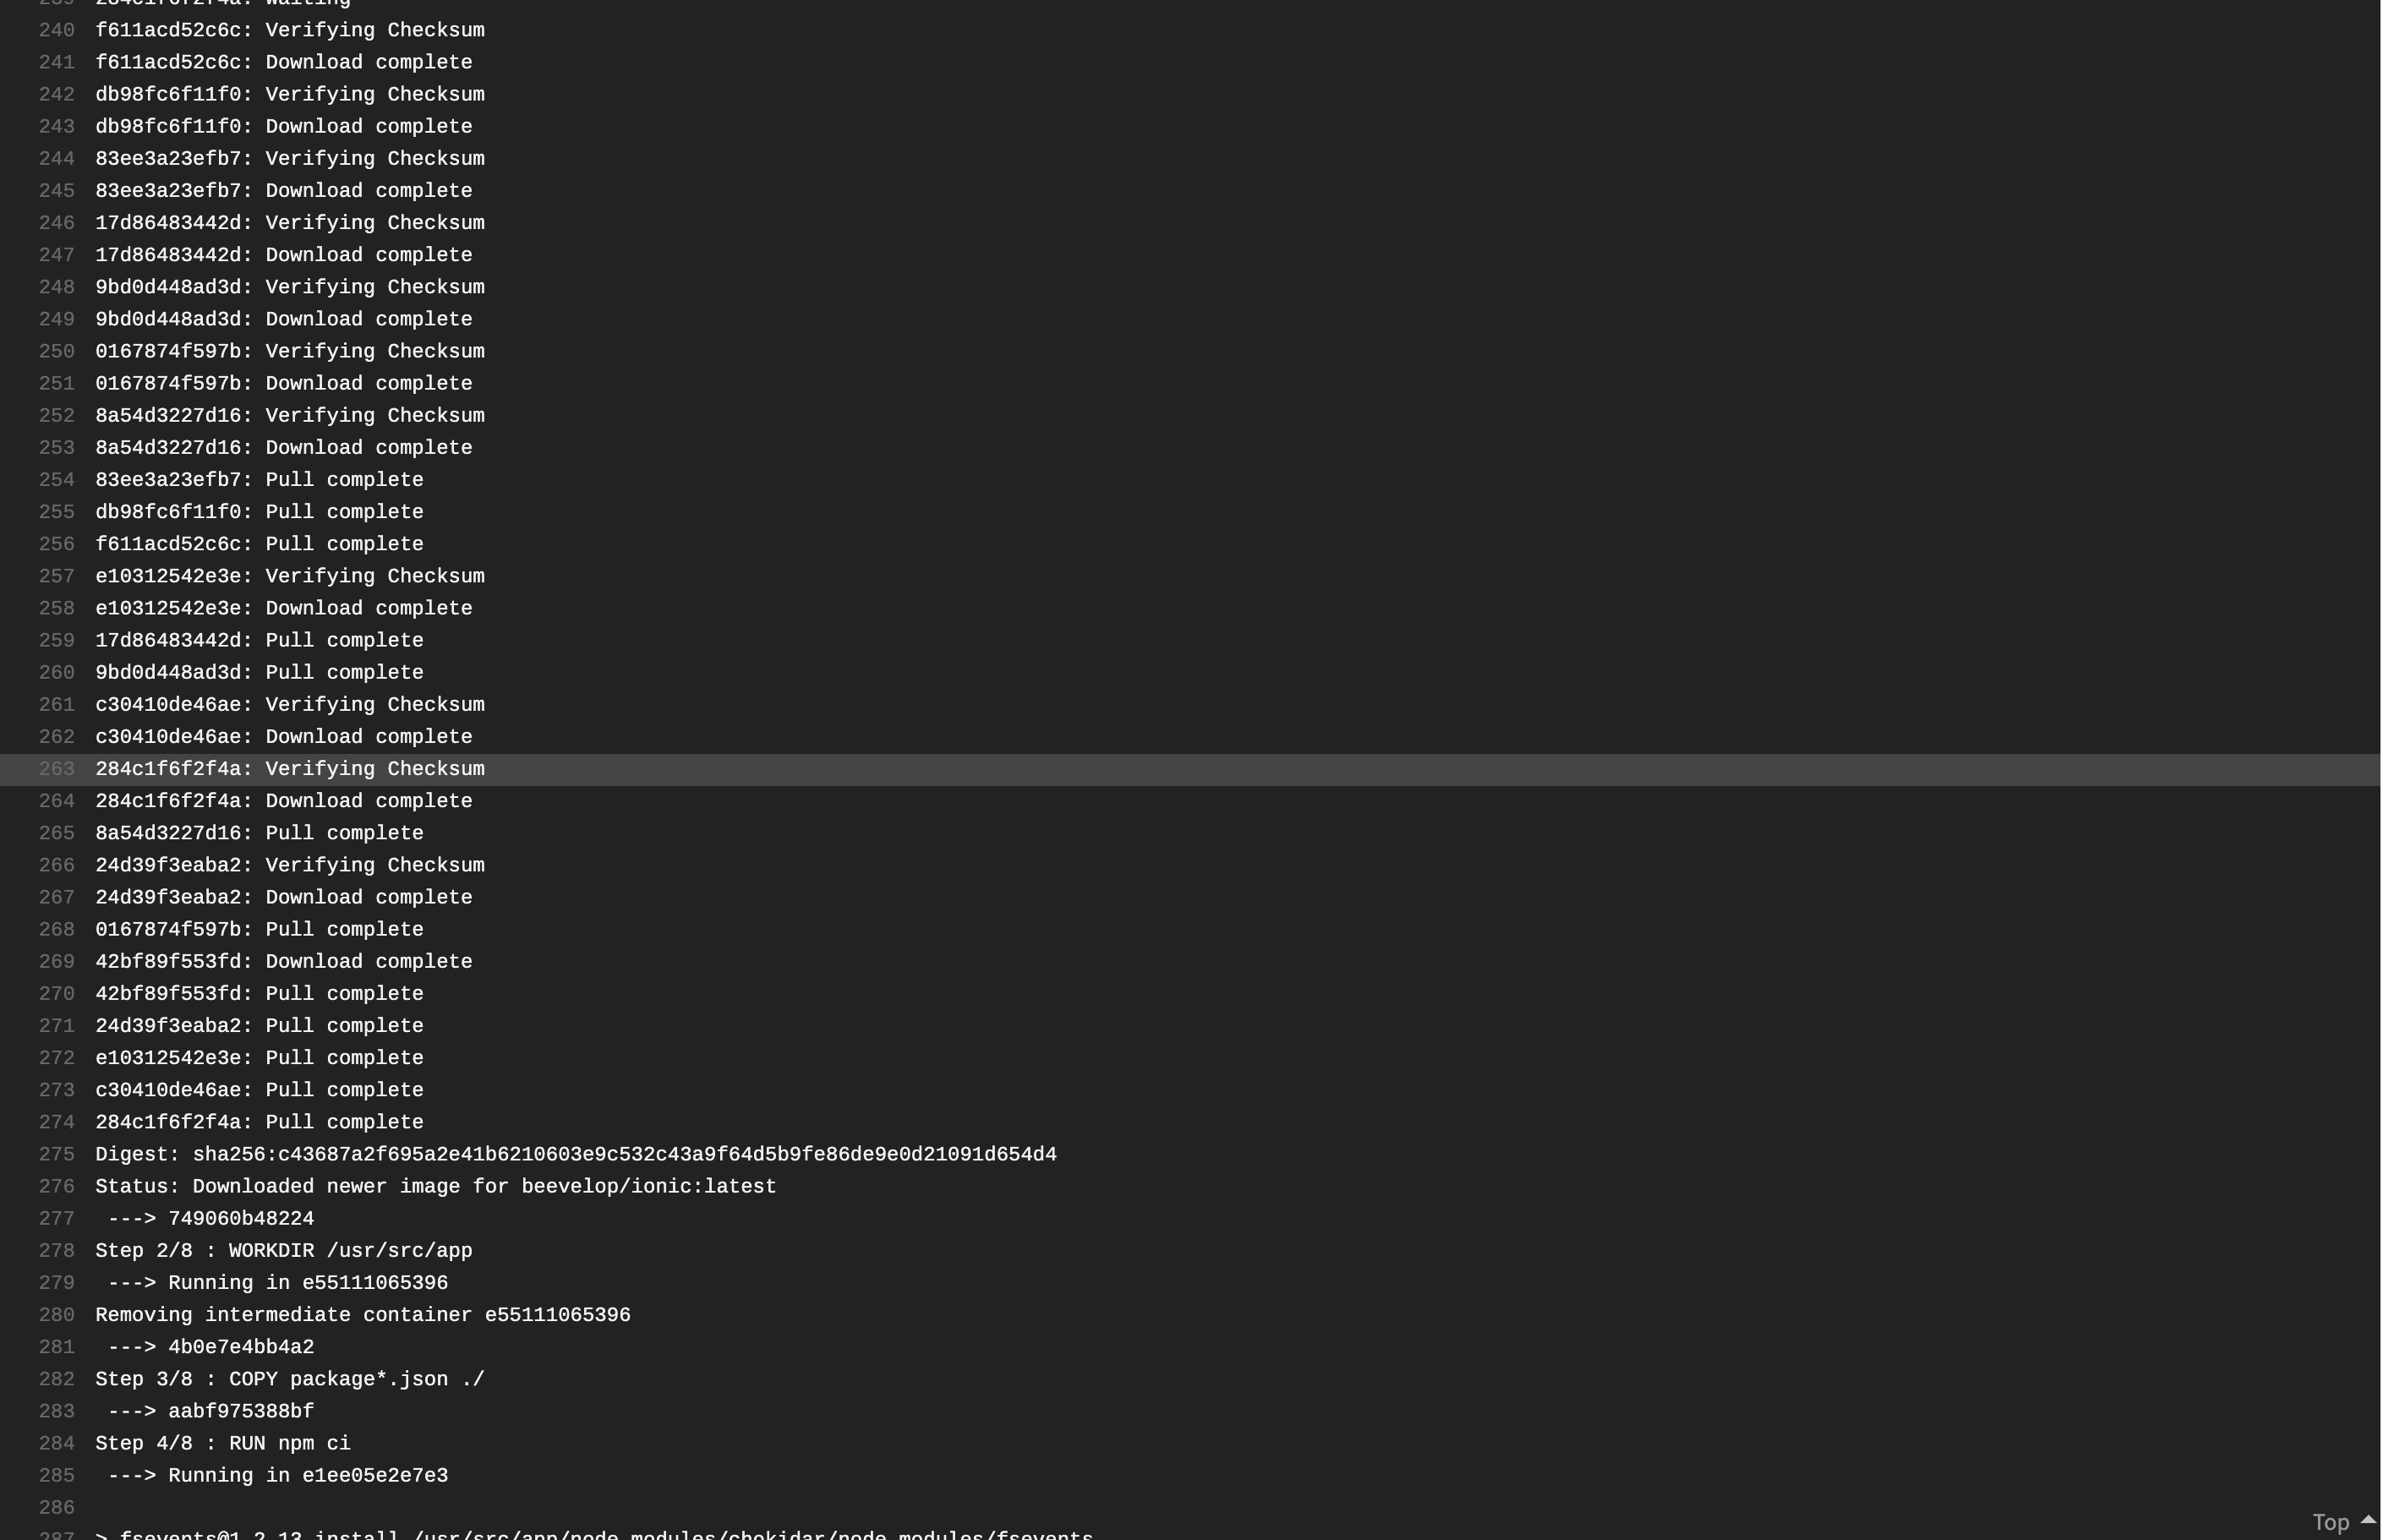 239 284c1f6f2f4a: Waiting
240 f611acd52c6c: Verifying Checksum
241 f611acd52c6c: Download complete
242 db98fc6f11f0: Verifying Checksum
243 db98fc6f11f0: Download complete
244 83ee3a23efb7: Verifying Checksum
245 83ee3a23efb7: Download complete
246 17d86483442d: Verifying Checksum
247 17d86483442d: Download complete
248 9bd0d448ad3d: Verifying Checksum
249 9bd0d448ad3d: Download complete
250 0167874f597b: Verifying Checksum
251 0167874f597b: Download complete
252 8a54d3227d16: Verifying Checksum
253 8a54d3227d16: Download complete
254 83ee3a23efb7: Pull complete
255 db98fc6f11f0: Pull complete
256 f611acd52c6c: Pull complete
257 e10312542e3e: Verifying Checksum
258 e10312542e3e: Download complete
259 17d86483442d: Pull complete
260 9bd0d448ad3d: Pull complete
261 c30410de46ae: Verifying Checksum
262 c30410de46ae: Download complete
263 284c1f6f2f4a: Verifying Checksum
264 284c1f6f2f4a: Download complete
265 8a54d3227d16: Pull complete
266 24d39f3eaba2: Verifying Checksum
267 24d39f3eaba2: Download complete
268 0167874f597b: Pull complete
269 42bf89f553fd: Download complete
270 42bf89f553fd: Pull complete
271 24d39f3eaba2: Pull complete
272 e10312542e3e: Pull complete
273 c30410de46ae: Pull complete
274 284c1f6f2f4a: Pull complete
275 Digest: sha256:c43687a2f695a2e41b6210603e9c532c43a9f64d5b9fe86de9e0d21091d654d4
276 Status: Downloaded newer image for beevelop/ionic:latest
277 ---> 749060b48224
278 Step 2/8 : WORKDIR /usr/src/app
279 ---> Running in e55111065396
280 Removing intermediate container e55111065396
281 ---> 4b0e7e4bb4a2
282 Step 3/8 : COPY package*.json ./
283 ---> aabf975388bf
284 Step 4/8 : RUN npm ci
285 ---> Running in e1ee05e2e7e3
286
287 > fsevents@1.2.13 install /usr/src/app/node_modules/chokidar/node_modules/fsevents
Top